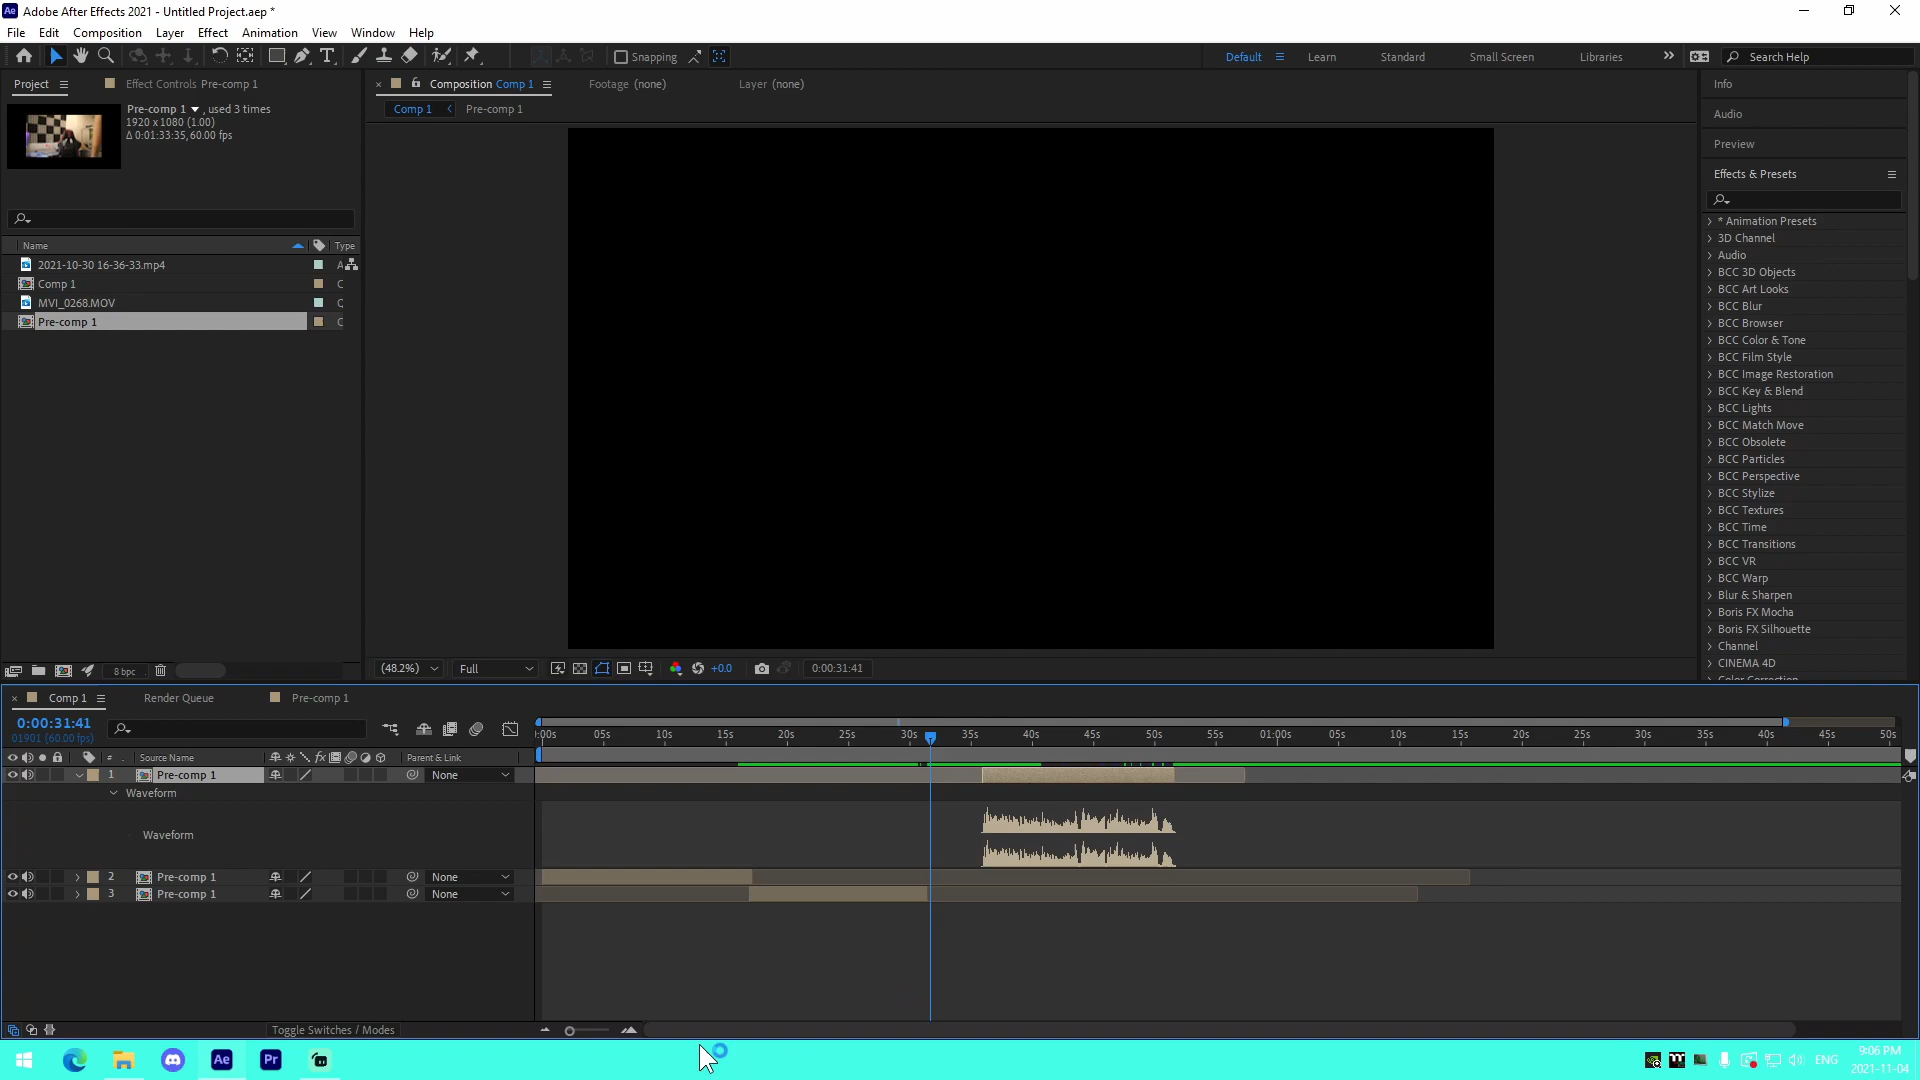 Ae Adobe After Effects 2021 - Untitled Project.aep *
File Edit Composition Layer Effect Animation View Window Help
Snapping Default Learn Standard Small Screen Libraries Search Help
Project Effect Controls Pre-comp 1 Composition Comp 1 Footage (none) Layer (none) Info
Comp 1 Pre-comp 1
Pre-comp 1 , used 3 times
1920 x 1080 (1.00)
Δ 0:01:33:35, 60.00 fps
Audio
Preview
Effects & Presets
Name Type
2021-10-30 16-36-33.mp4 A
Comp 1 C
MVI_0268.MOV Q
Pre-comp 1 C
* Animation Presets
3D Channel
Audio
BCC 3D Objects
BCC Art Looks
BCC Blur
BCC Browser
BCC Color & Tone
BCC Film Style
BCC Image Restoration
BCC Key & Blend
BCC Lights
BCC Match Move
BCC Obsolete
BCC Particles
BCC Perspective
BCC Stylize
BCC Textures
BCC Time
BCC Transitions
BCC VR
BCC Warp
Blur & Sharpen
Boris FX Mocha
Boris FX Silhouette
Channel
CINEMA 4D
Color Correction
8 bpc (48.2%) Full +0.0 0:00:31:41
Comp 1 Render Queue Pre-comp 1
0:00:31:41
01901 (60.00 fps)
:00s 05s 10s 15s 20s 25s 30s 35s 40s 45s 50s 55s 01:00s 05s 10s 15s 20s 25s 30s 35s 40s 45s 50s
# Source Name fx Parent & Link
1 Pre-comp 1 None
Waveform
Waveform
2 Pre-comp 1 None
3 Pre-comp 1 None
Toggle Switches / Modes
Ae Pr ENG 9:06 PM
2021-11-04